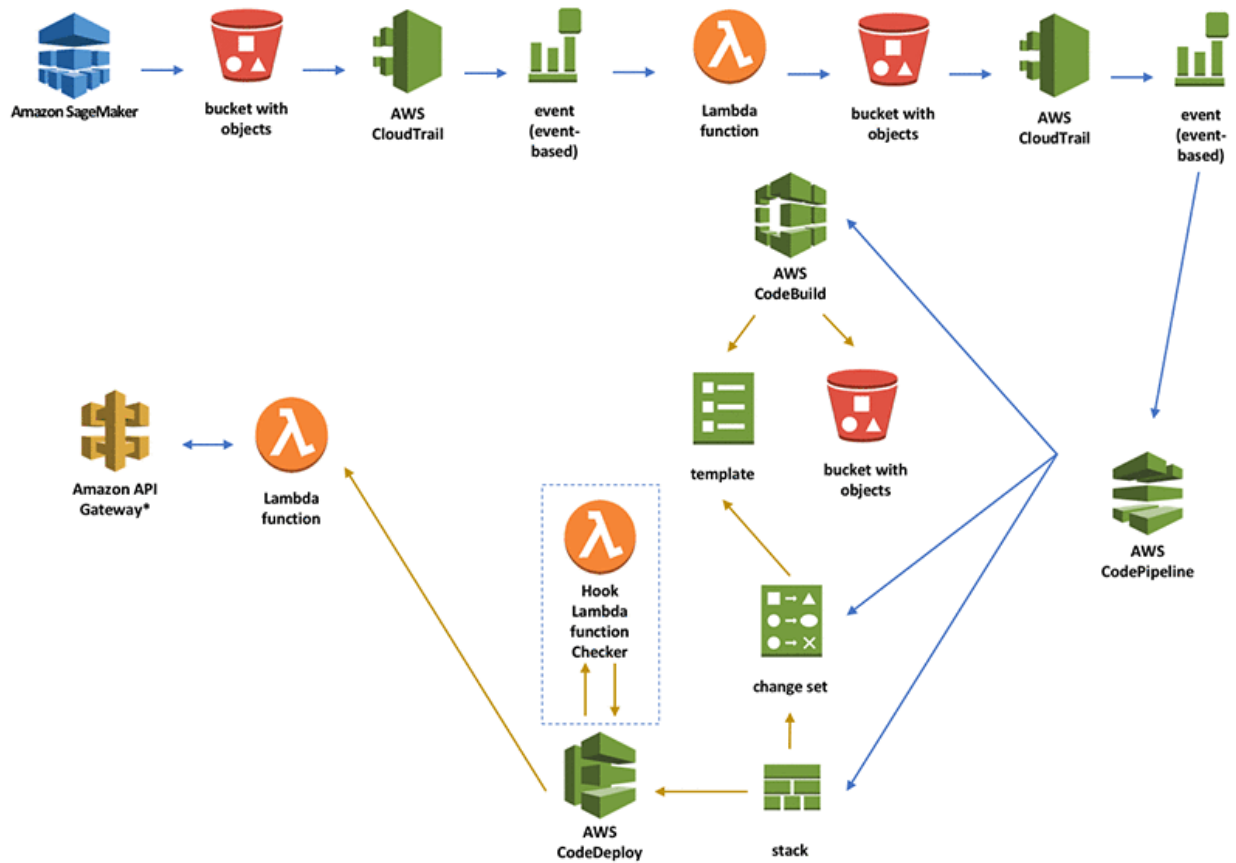 Amazon SageMaker
bucket with
objects
AWS
CloudTrail
event
(event-
based)
Lambda
function
bucket with
objects
AWS
CloudTrail
event
(event-
based)
AWS
CodeBuild
template
bucket with
objects
Amazon API
Gateway*
Lambda
function
AWS
CodePipeline
Hook
Lambda
function
Checker
change set
AWS
CodeDeploy
stack